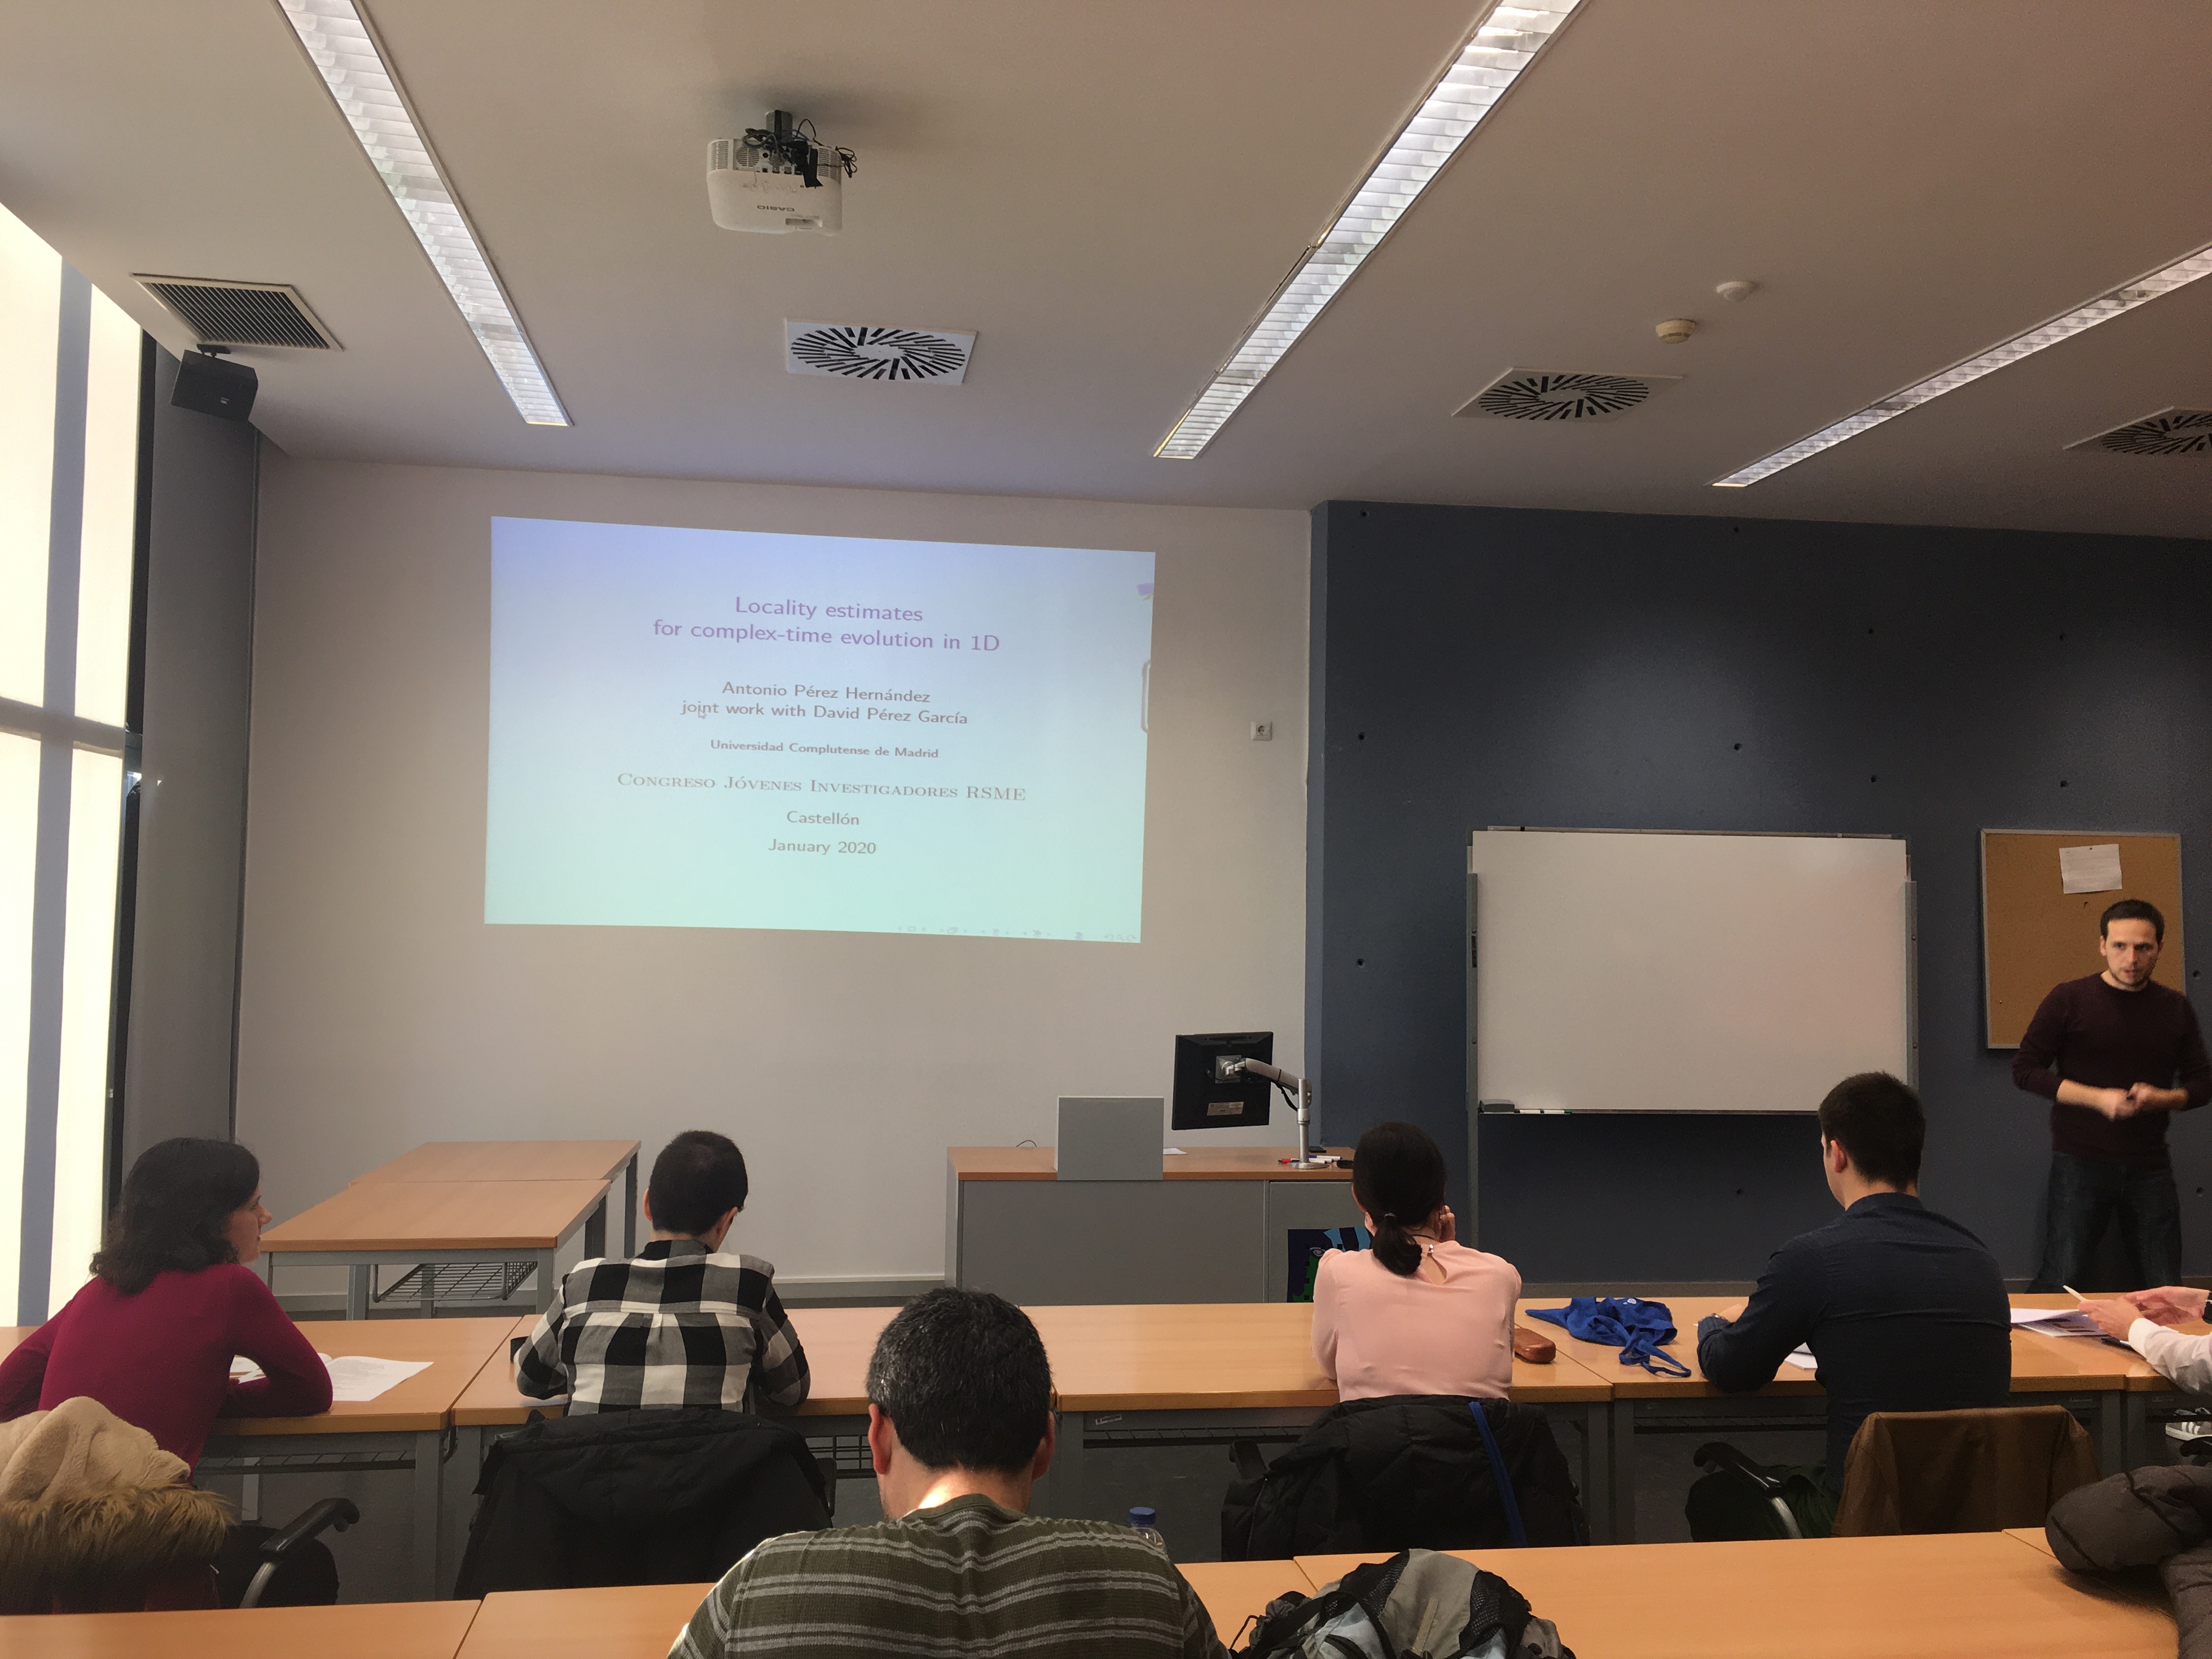 CASIO
Locality estimates
for complex-time evolution in 1D
Antonio Pérez Hernández
joint work with David Pérez García
Universidad Complutense de Madrid
Congreso Jóvenes Investigadores RSME
Castellón
January 2020